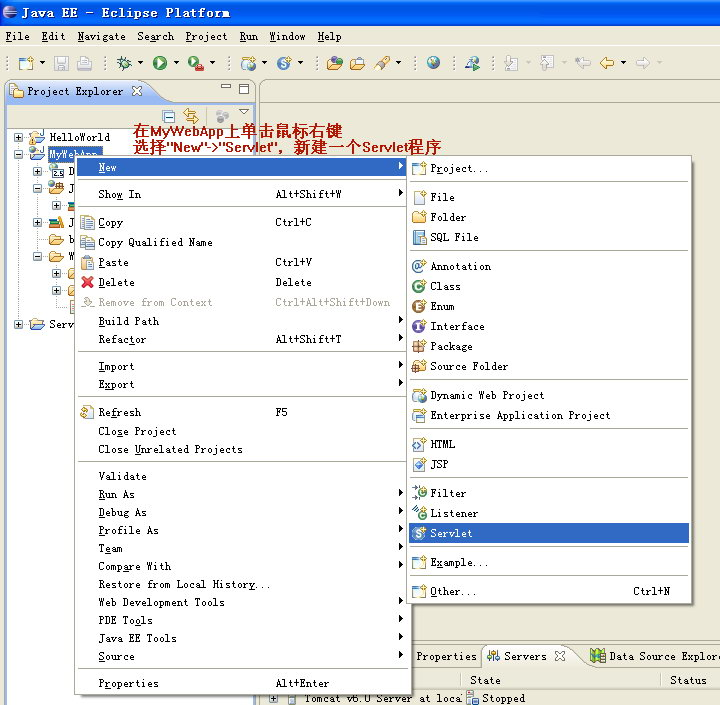 Java EE - Eclipse Platform
File Edit Navigate Search Project Run Window Help
Project Explorer
HelloWorld
在MyWebApp上单击鼠标右键
选择"New"->"Servlet"，新建一个Servlet程序
MyWebApp
New
Show In Alt+Shift+W
Copy Ctrl+C
Copy Qualified Name
Paste Ctrl+V
Delete Delete
Remove from Context Ctrl+Alt+Shift+Down
Build Path
Refactor Alt+Shift+T
Import
Export
Refresh F5
Close Project
Close Unrelated Projects
Validate
Run As
Debug As
Profile As
Team
Compare With
Restore from Local History...
Web Development Tools
PDE Tools
Java EE Tools
Source
Properties Alt+Enter
Project...
File
Folder
SQL File
Annotation
Class
Enum
Interface
Package
Source Folder
Dynamic Web Project
Enterprise Application Project
HTML
JSP
Filter
Listener
Servlet
Example...
Other... Ctrl+N
D
J
J
b
W
Serv
Properties Servers Data Source Explor
State Status
Tomcat v6.0 Server at loca Stopped